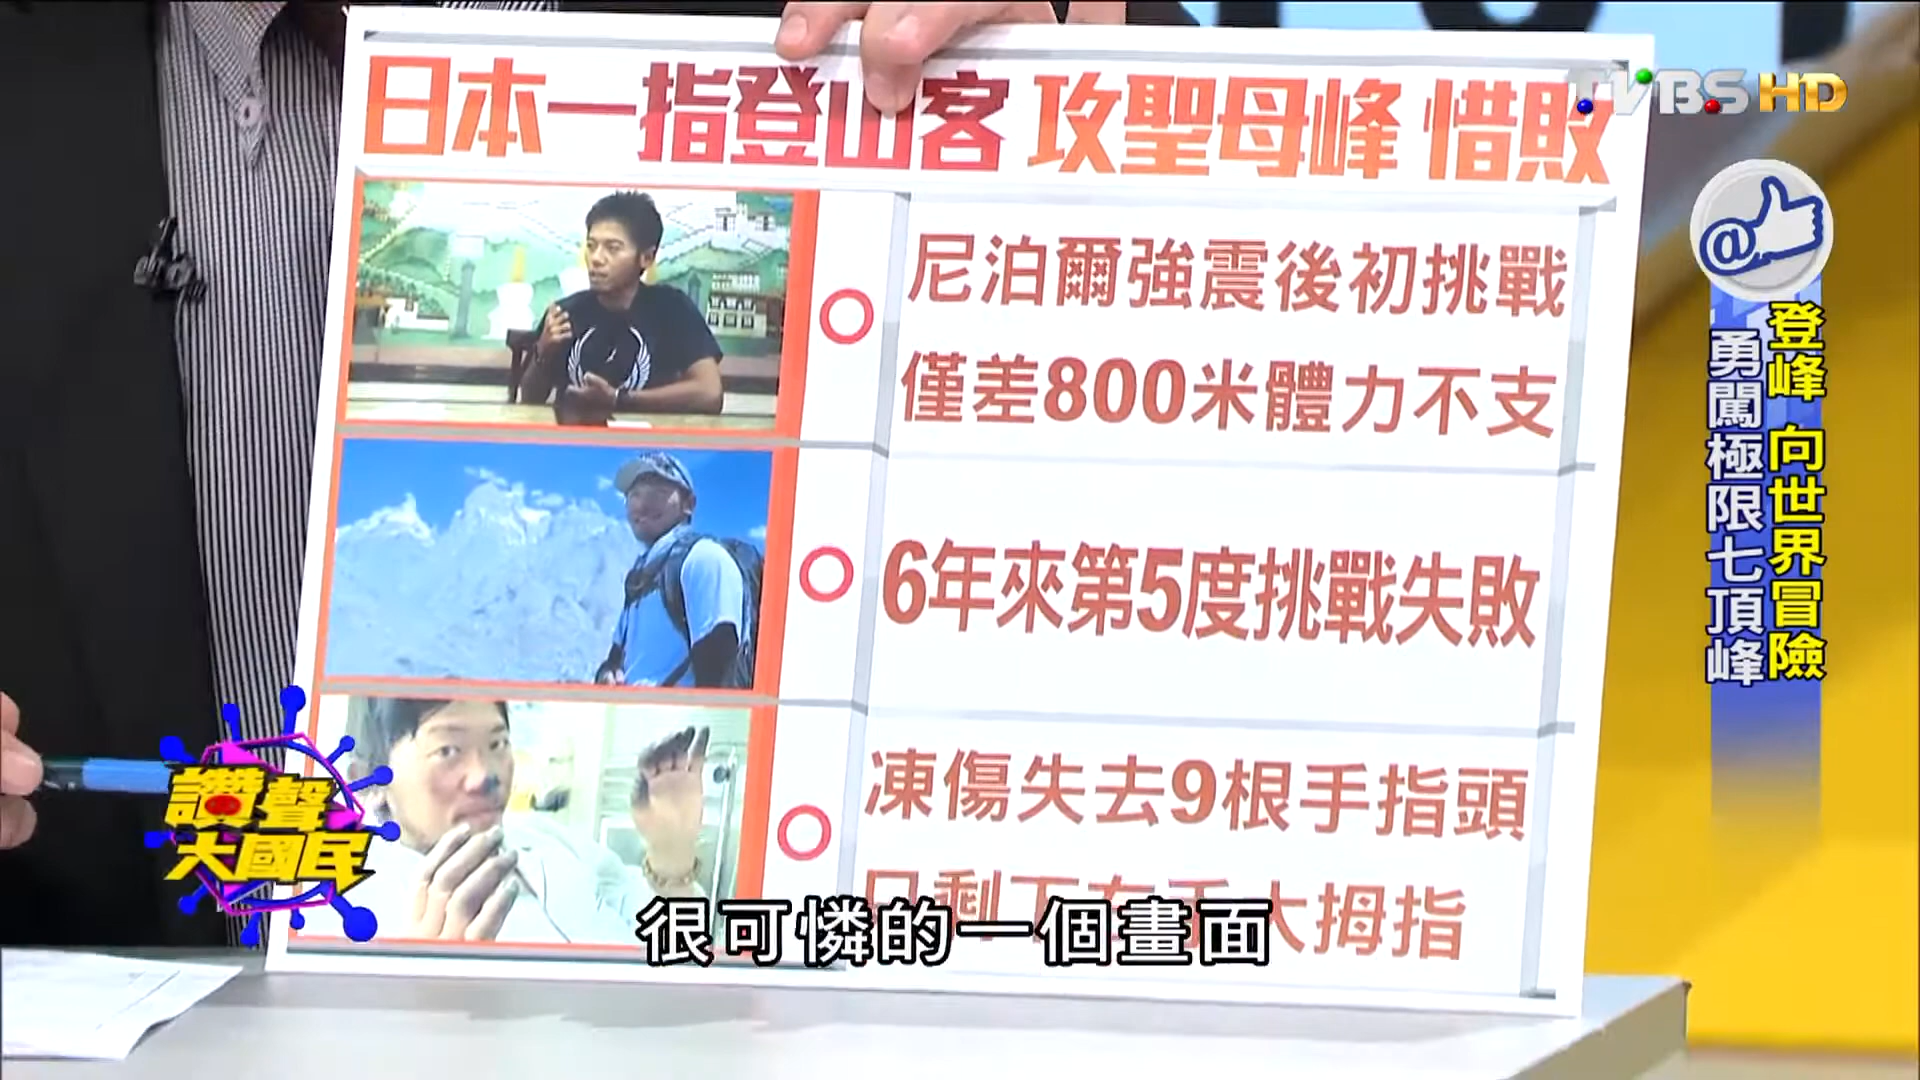 日本一指登山客 攻聖母峰 惜敗
TVBS HD
尼泊爾強震後初挑戰
僅差800米體力不支
6年來第5度挑戰失敗
凍傷失去9根手指頭
大拇指
@
登峰 向世界冒險
勇闖極限七頂峰
讚聲
大國民
很可憐的一個畫面